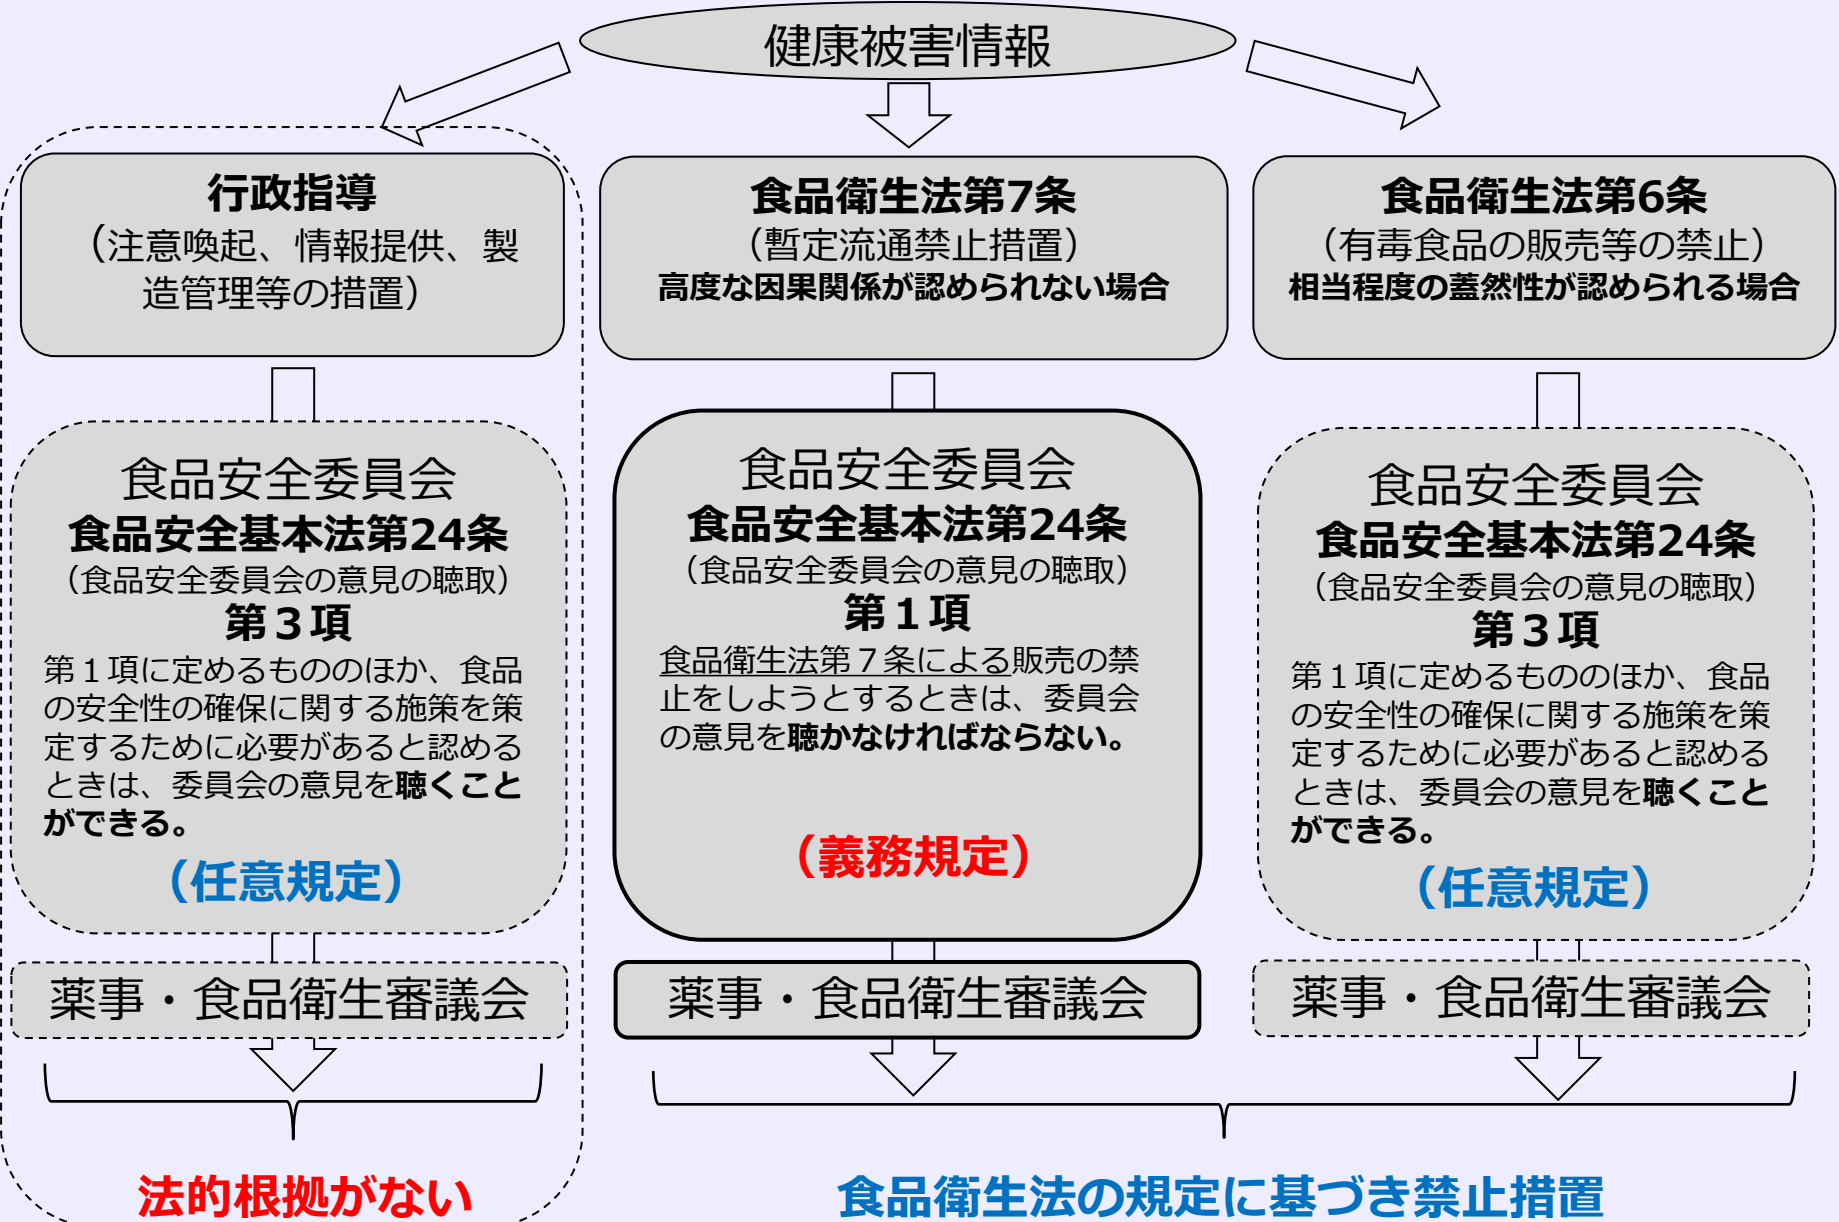 健康被害情報
行政指導
（注意喚起、情報提供、製
造管理等の措置）
食品衛生法第7条
（暫定流通禁止措置）
高度な因果関係が認められない場合
食品衛生法第6条
（有毒食品の販売等の禁止）
相当程度の蓋然性が認められる場合
食品安全委員会
食品安全基本法第24条
（食品安全委員会の意見の聴取）
第３項
第１項に定めるもののほか、食品
の安全性の確保に関する施策を策
定するために必要があると認める
ときは、委員会の意見を聴くこと
ができる。
（任意規定）
食品安全委員会
食品安全基本法第24条
（食品安全委員会の意見の聴取）
第１項
食品衛生法第７条による販売の禁
止をしようとするときは、委員会
の意見を聴かなければならない。
（義務規定）
食品安全委員会
食品安全基本法第24条
（食品安全委員会の意見の聴取）
第３項
第１項に定めるもののほか、食品
の安全性の確保に関する施策を策
定するために必要があると認める
ときは、委員会の意見を聴くこと
ができる。
（任意規定）
薬事・食品衛生審議会
薬事・食品衛生審議会
薬事・食品衛生審議会
法的根拠がない
食品衛生法の規定に基づき禁止措置